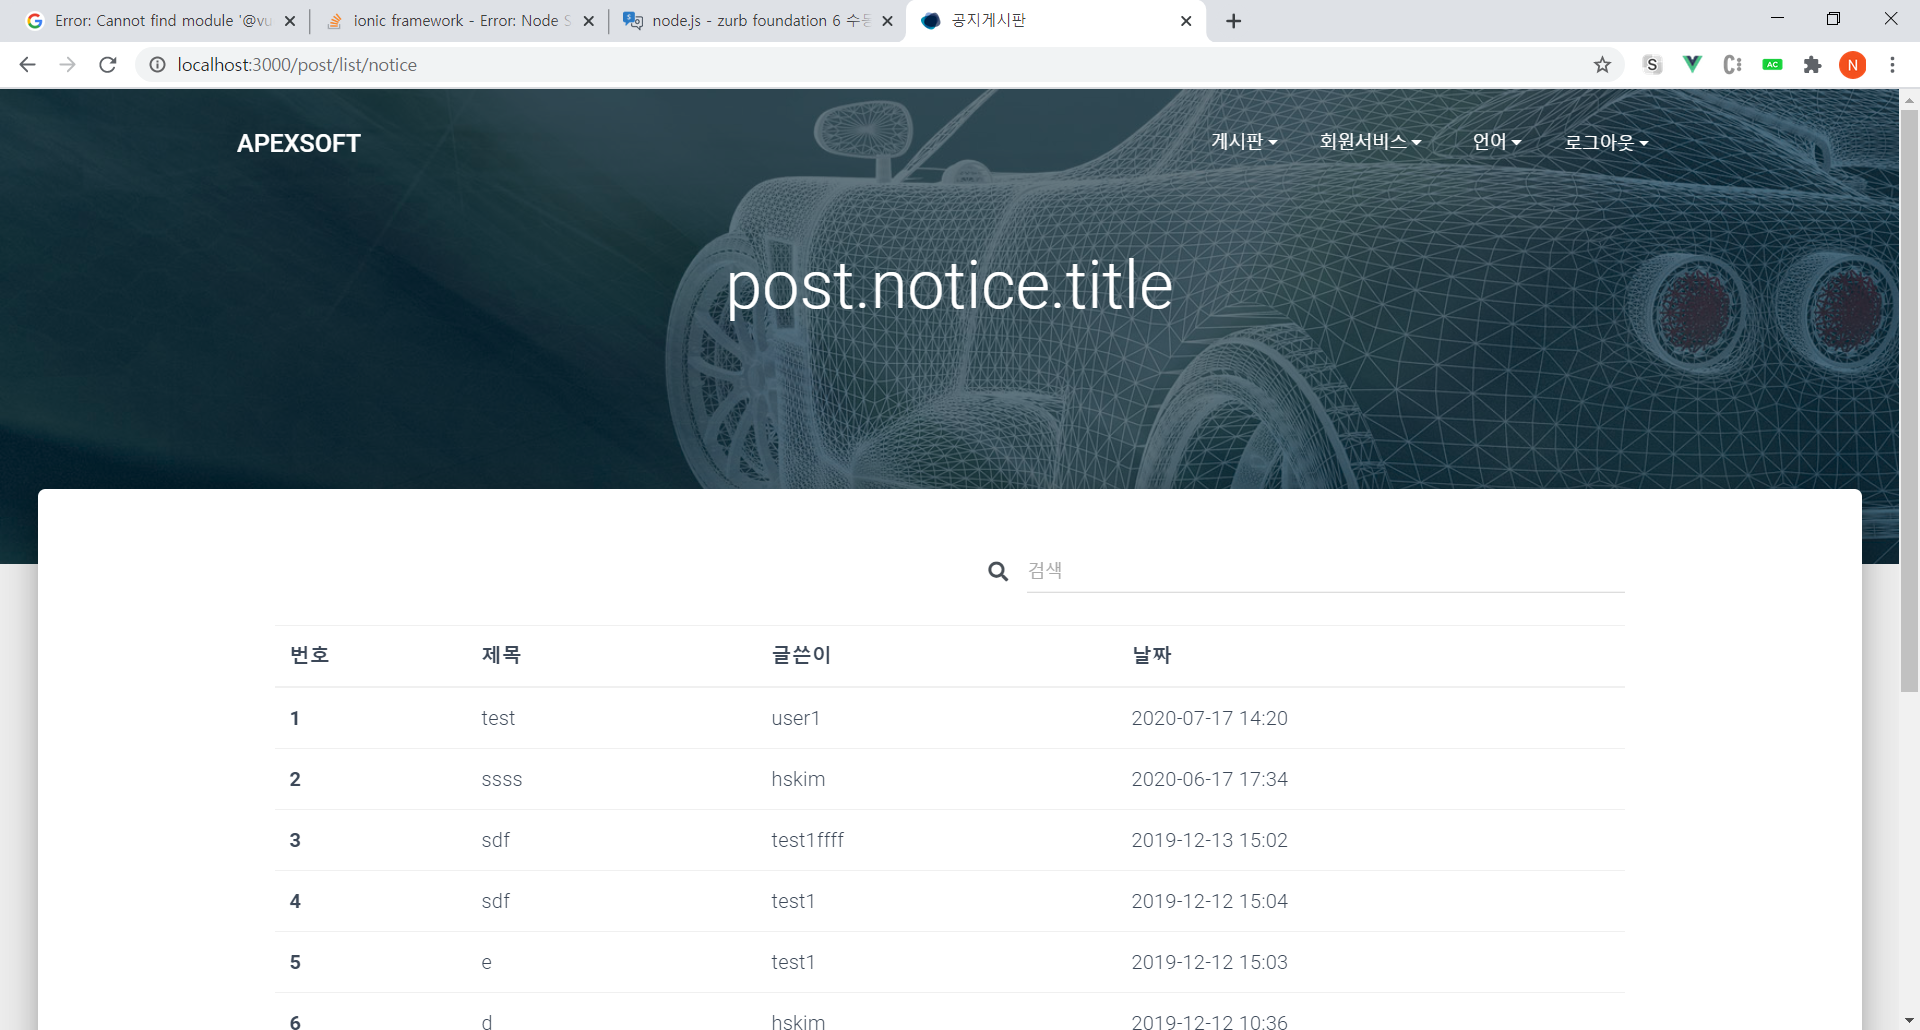 Error: Cannot find module '@vu
ionic framework - Error: Node S
node.js - zurb foundation 6 수동
공지게시판
localhost:3000/post/list/notice
S
AC
N
APEXSOFT
게시판
회원서비스
언어
로그아웃
post.notice.title
검색
번호 제목 글쓴이 날짜
1 test user1 2020-07-17 14:20
2 ssss hskim 2020-06-17 17:34
3 sdf test1ffff 2019-12-13 15:02
4 sdf test1 2019-12-12 15:04
5 e test1 2019-12-12 15:03
6 d hskim 2019-12-12 10:36